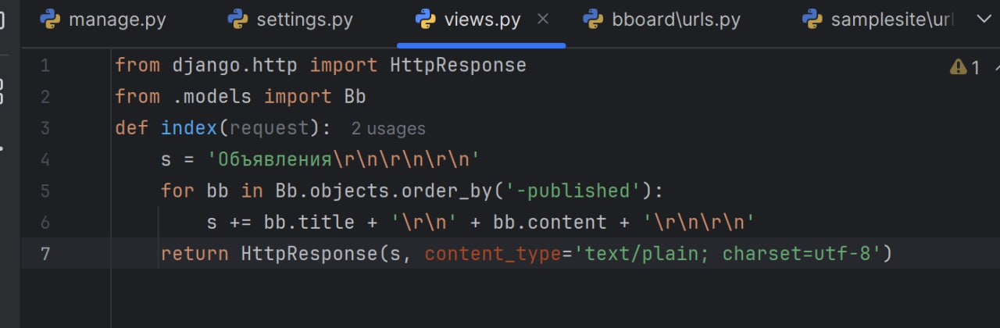 manage.py settings.py views.py bboard\urls.py samplesite\url
1 from django.http import HttpResponse 1
2 from .models import Bb
3 def index(request): 2 usages
4 s = 'Объявления\r\n\r\n\r\n'
5 for bb in Bb.objects.order_by('-published'):
6 s += bb.title + '\r\n' + bb.content + '\r\n\r\n'
7 return HttpResponse(s, content_type='text/plain; charset=utf-8')